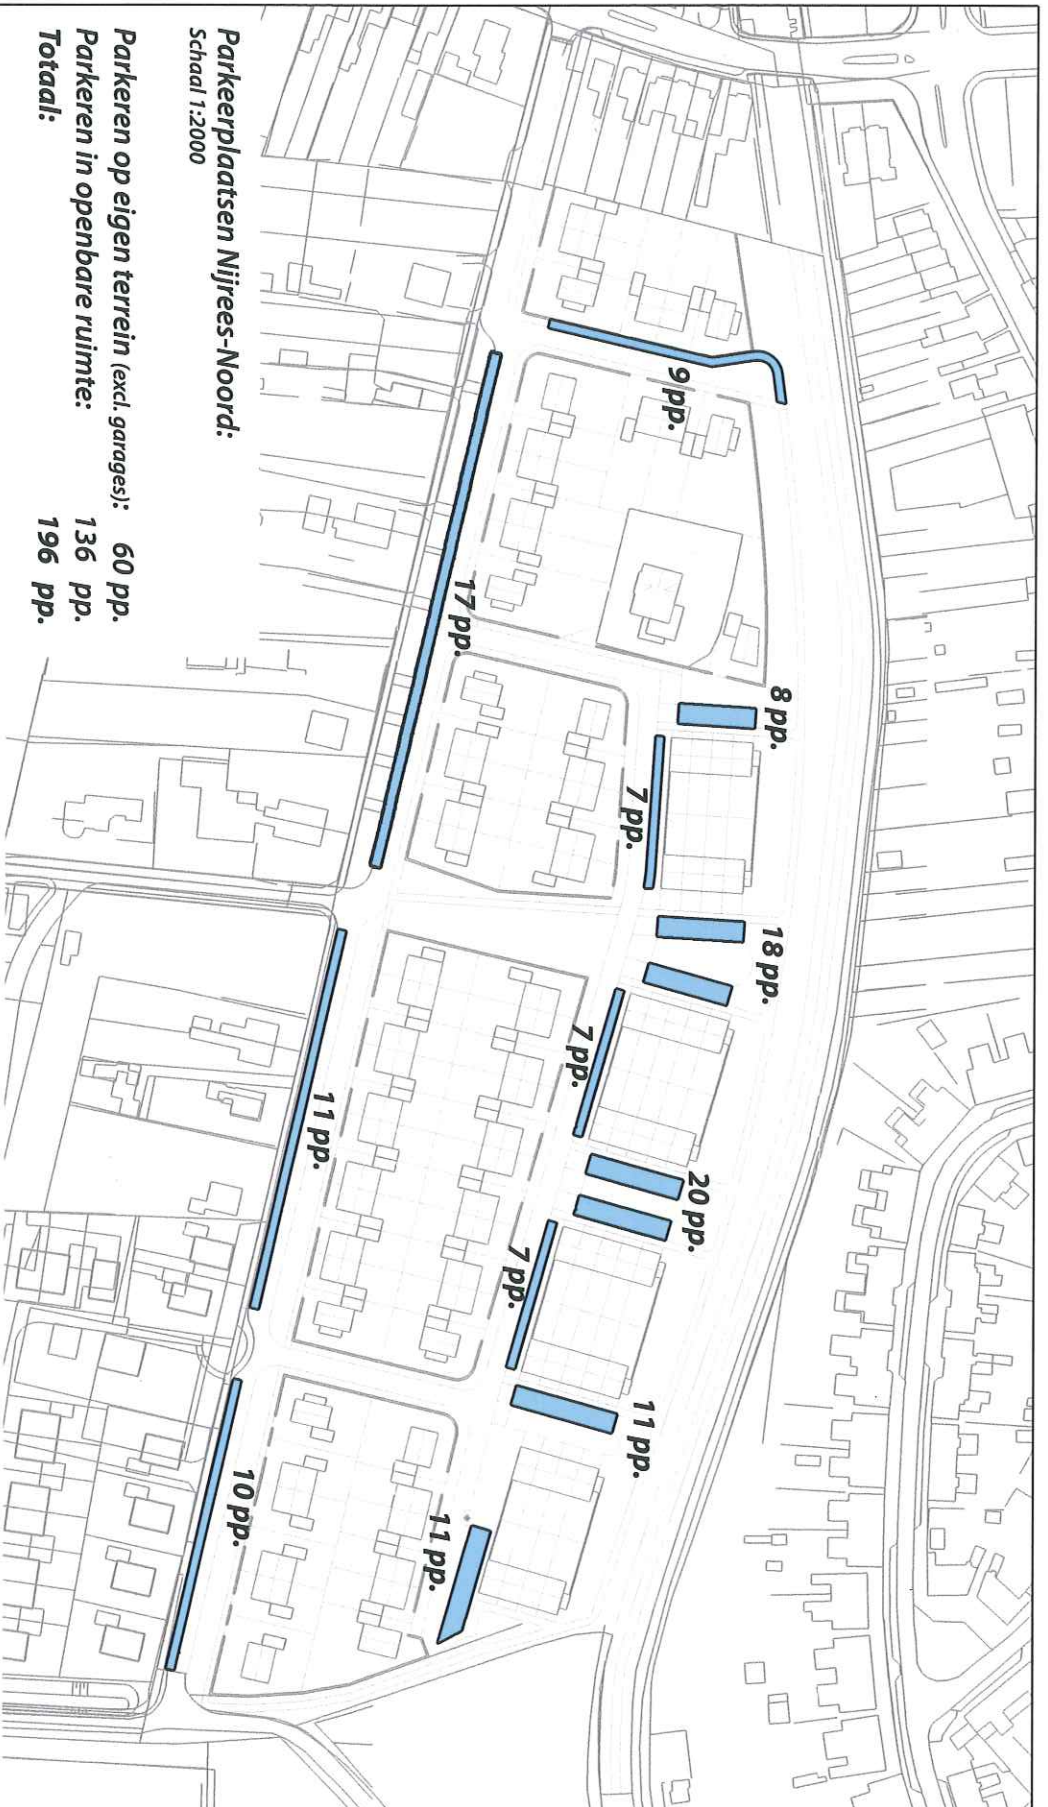 Parkeerplaatsen Nijrees-Noord:
Schaal 1:2000
Parkeren op eigen terrein (excl. garages): 60 pp.
Parkeren in openbare ruimte: 136 pp.
Totaal: 196 pp.
8 pp.
18 pp.
20 pp.
11 pp.
9 pp.
7 pp.
7 pp.
7 pp.
11 pp.
17 pp.
11 pp.
10 pp.